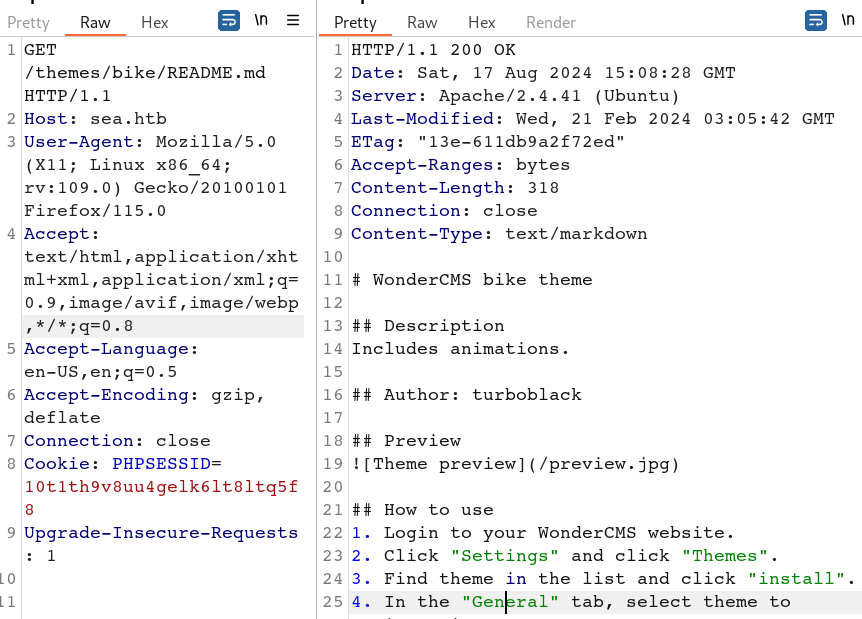 Pretty Raw Hex \n
1 GET
/themes/bike/README.md
HTTP/1.1
2 Host: sea.htb
3 User-Agent: Mozilla/5.0
(X11; Linux x86_64;
rv:109.0) Gecko/20100101
Firefox/115.0
4 Accept:
text/html,application/xht
ml+xml,application/xml;q=
0.9,image/avif,image/webp
,*/*;q=0.8
5 Accept-Language:
en-US,en;q=0.5
6 Accept-Encoding: gzip,
deflate
7 Connection: close
8 Cookie: PHPSESSID=
10t1th9v8uu4gelk6lt8ltq5f
8
9 Upgrade-Insecure-Requests
: 1
10
11
Pretty Raw Hex Render \n
1 HTTP/1.1 200 OK
2 Date: Sat, 17 Aug 2024 15:08:28 GMT
3 Server: Apache/2.4.41 (Ubuntu)
4 Last-Modified: Wed, 21 Feb 2024 03:05:42 GMT
5 ETag: "13e-611db9a2f72ed"
6 Accept-Ranges: bytes
7 Content-Length: 318
8 Connection: close
9 Content-Type: text/markdown
10
11 # WonderCMS bike theme
12
13 ## Description
14 Includes animations.
15
16 ## Author: turboblack
17
18 ## Preview
19 ![Theme preview](/preview.jpg)
20
21 ## How to use
22 1. Login to your WonderCMS website.
23 2. Click "Settings" and click "Themes".
24 3. Find theme in the list and click "install".
25 4. In the "General" tab, select theme to